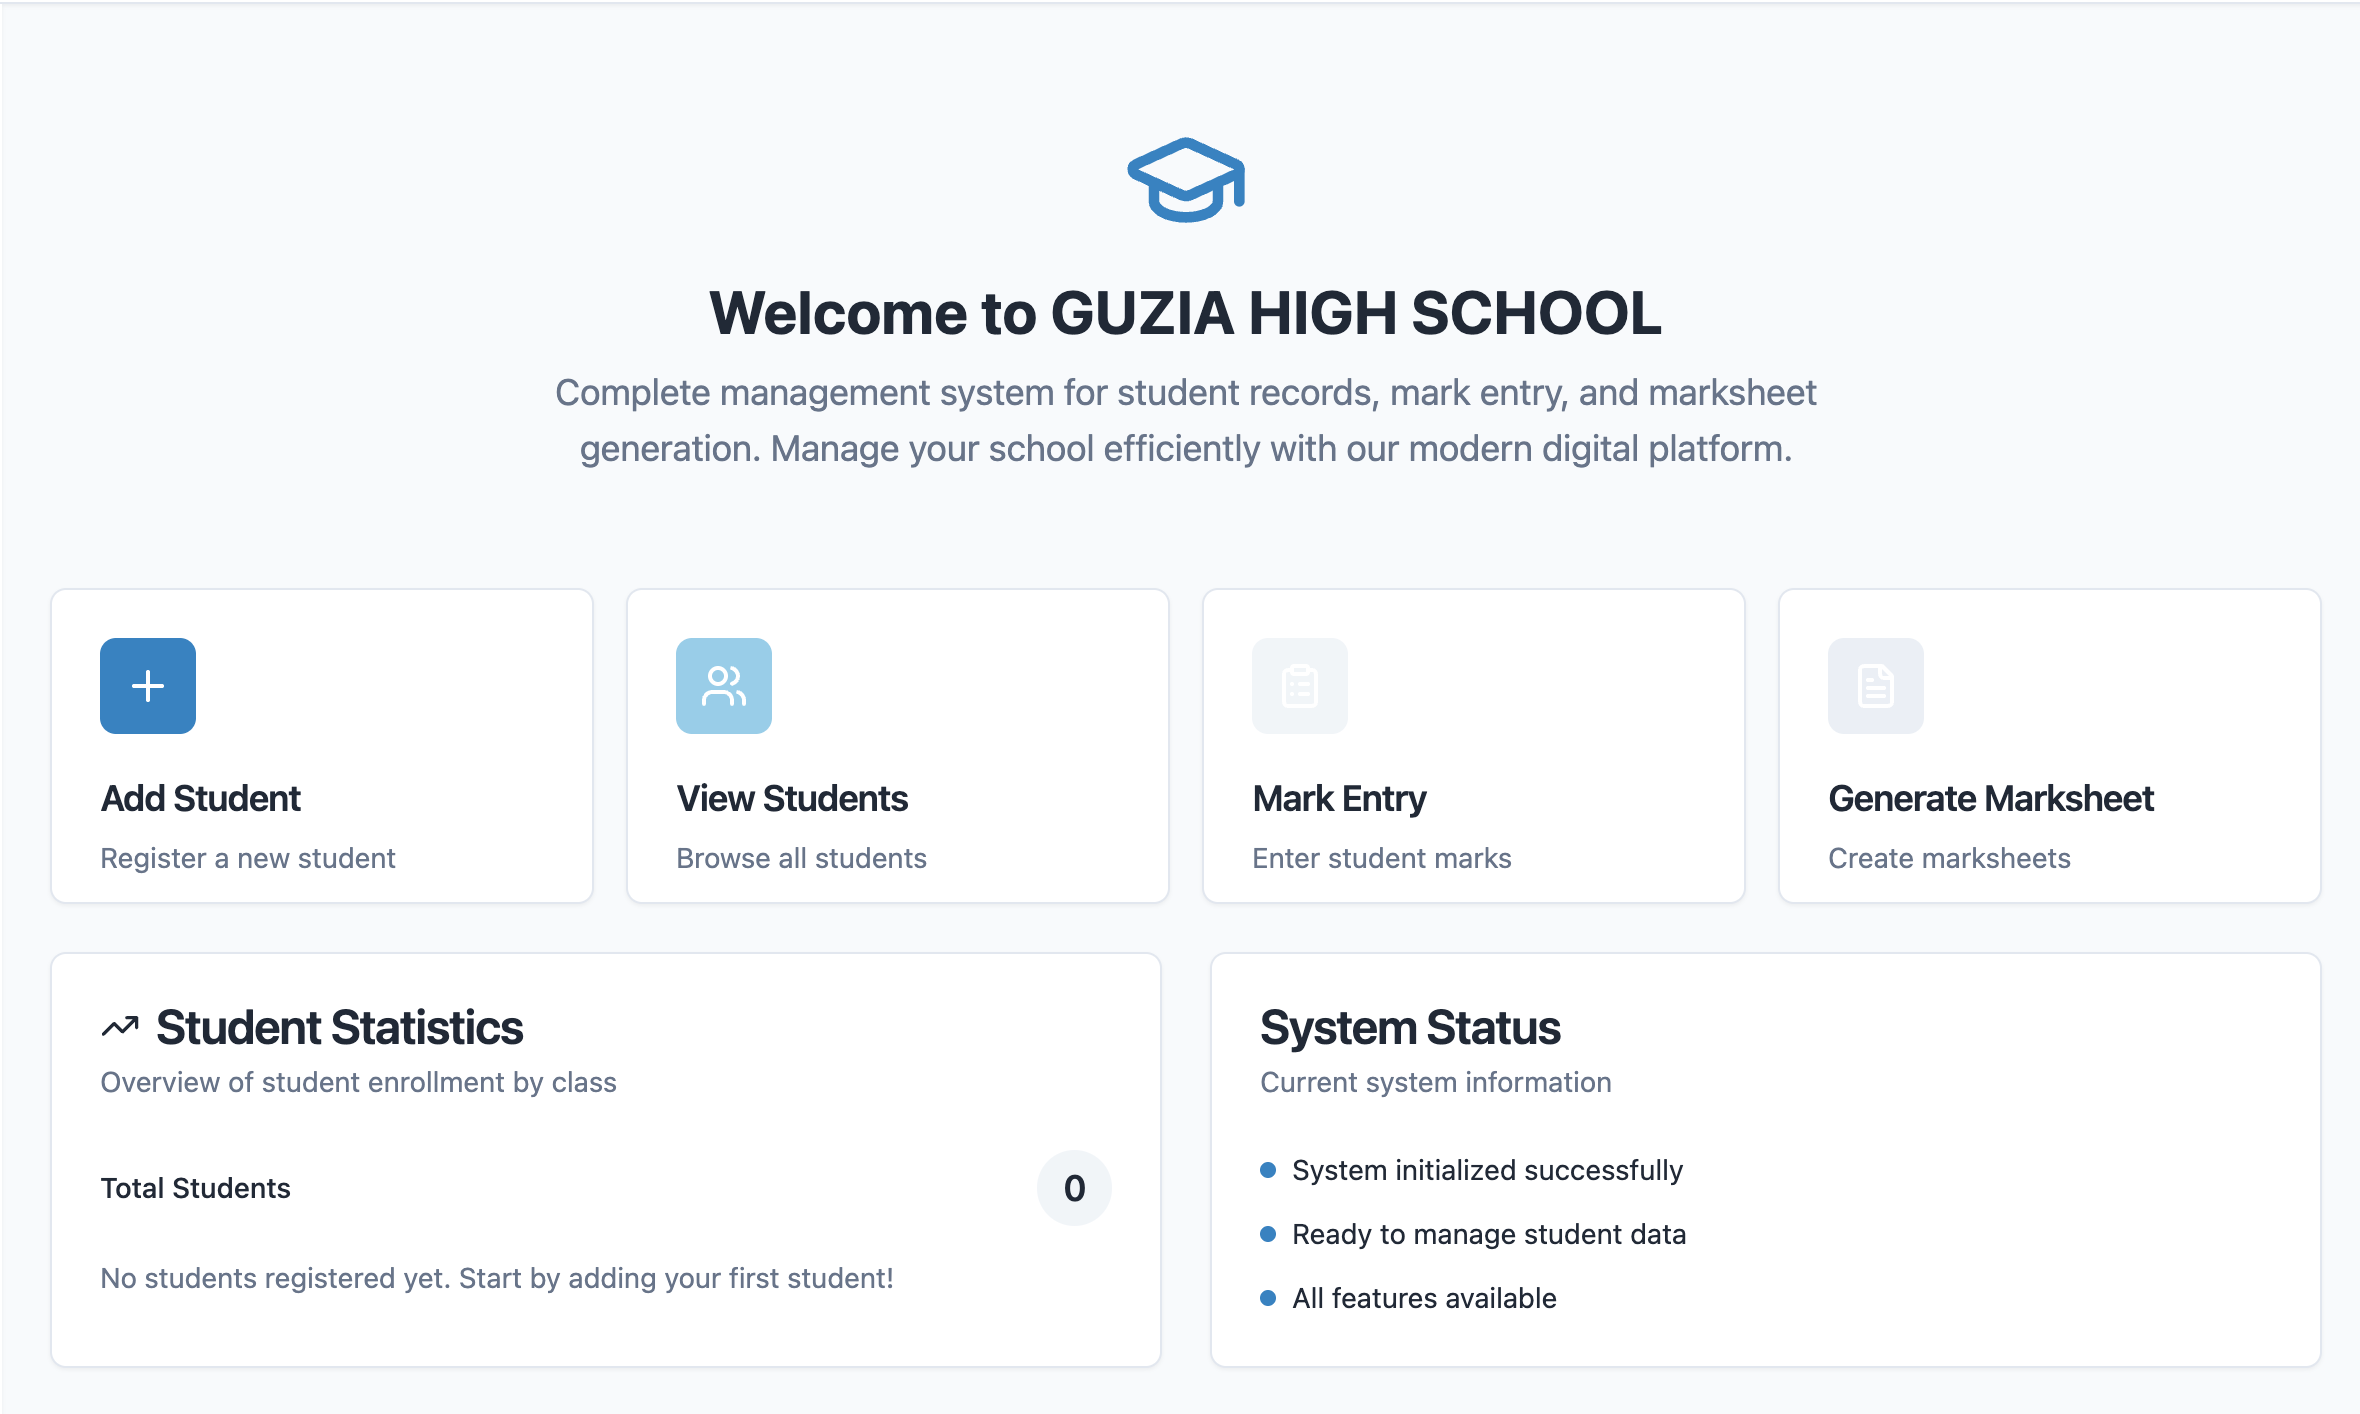 Welcome to GUZIA HIGH SCHOOL
Complete management system for student records, mark entry, and marksheet
generation. Manage your school efficiently with our modern digital platform.
Add Student
Register a new student
View Students
Browse all students
Mark Entry
Enter student marks
Generate Marksheet
Create marksheets
Student Statistics
Overview of student enrollment by class
Total Students
0
No students registered yet. Start by adding your first student!
System Status
Current system information
System initialized successfully
Ready to manage student data
All features available